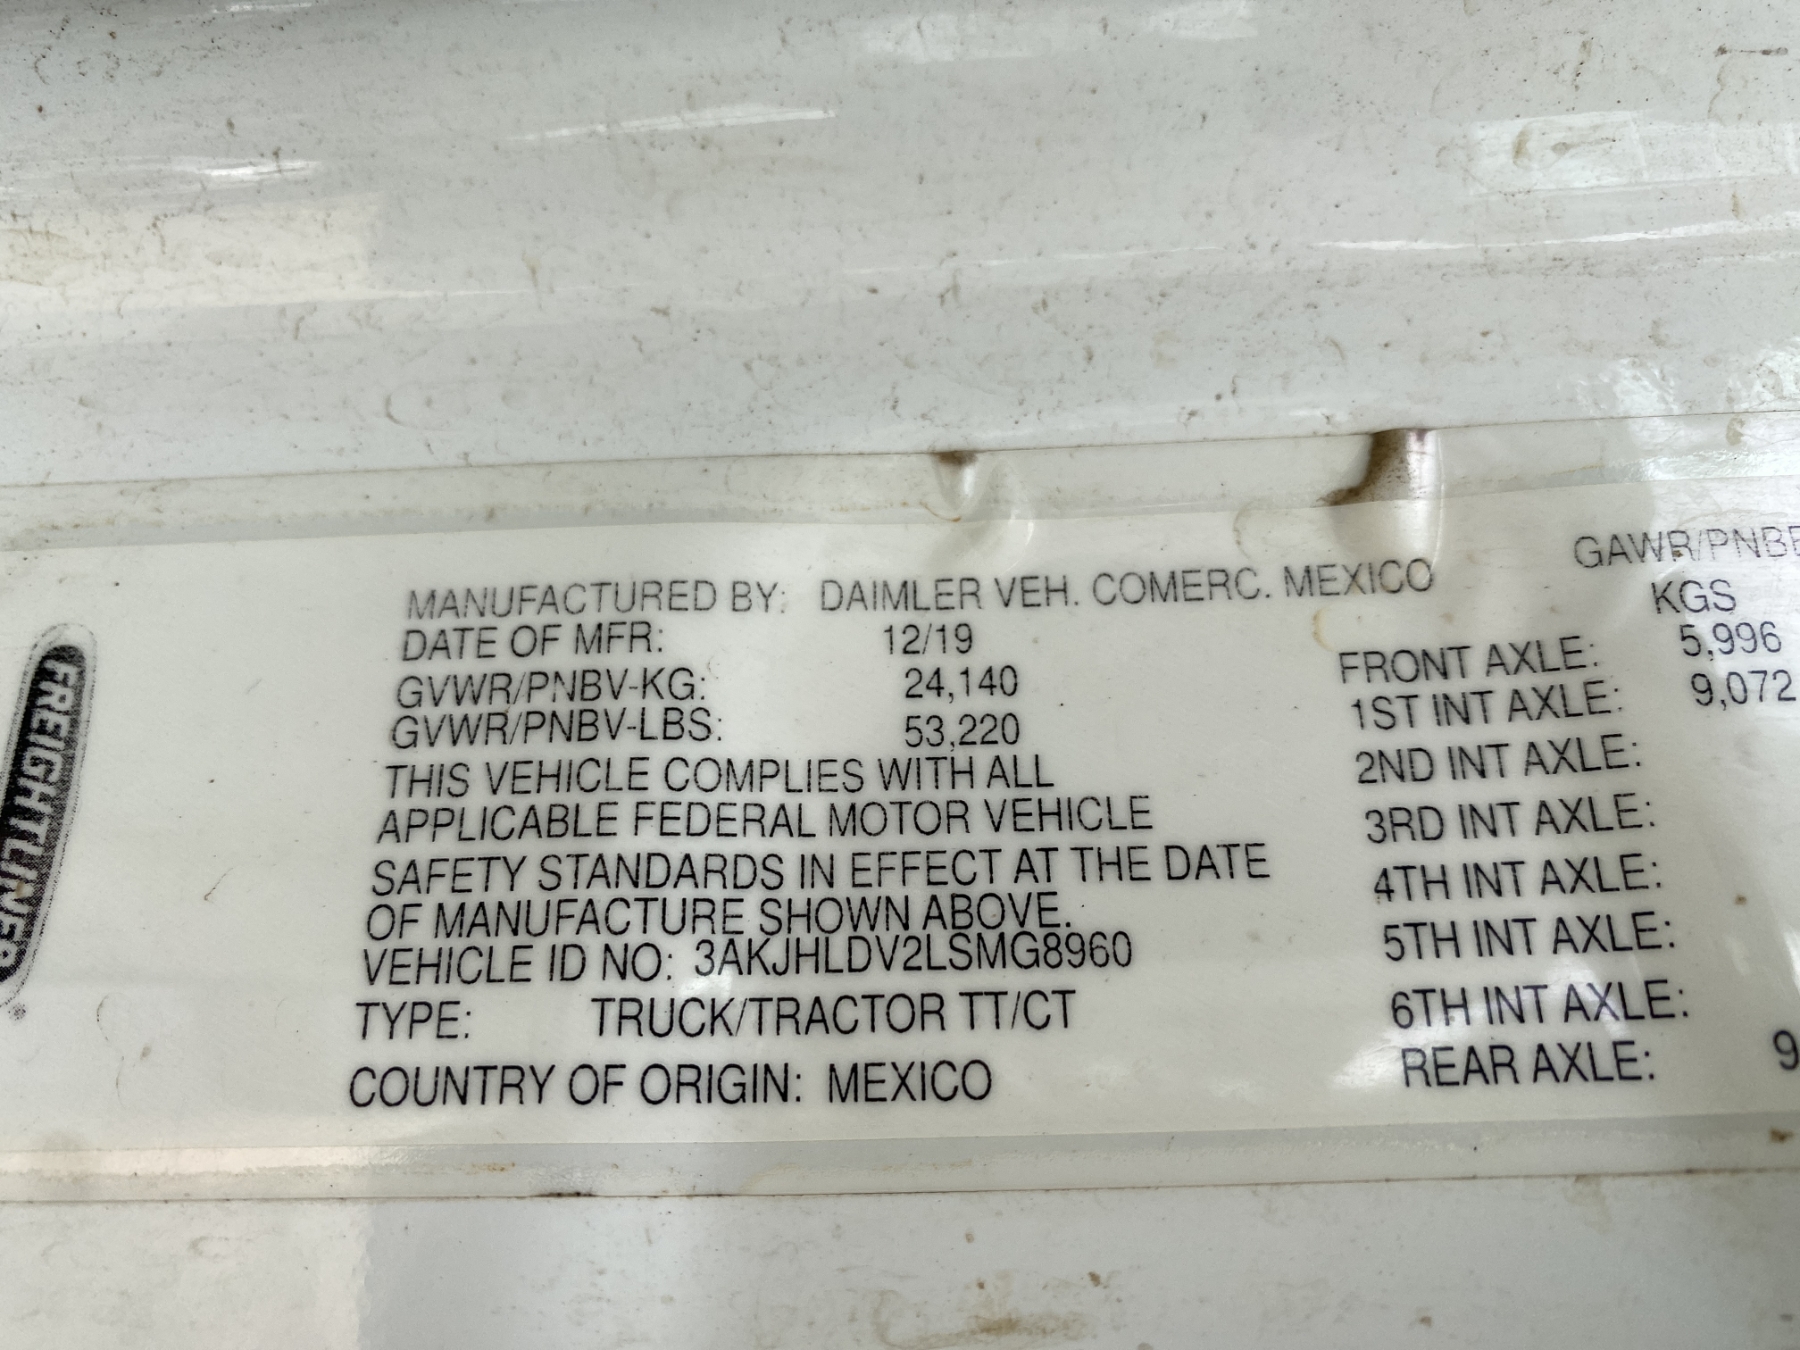 FREIGHTLINER
MANUFACTURED BY: DAIMLER VEH. COMERC. MEXICO
DATE OF MFR: 12/19
GVWR/PNBV-KG: 24,140
GVWR/PNBV-LBS: 53,220
THIS VEHICLE COMPLIES WITH ALL
APPLICABLE FEDERAL MOTOR VEHICLE
SAFETY STANDARDS IN EFFECT AT THE DATE
OF MANUFACTURE SHOWN ABOVE.
VEHICLE ID NO: 3AKJHLDV2LSMG8960
TYPE: TRUCK/TRACTOR TT/CT
COUNTRY OF ORIGIN: MEXICO
GAWR/PNBE
KGS
FRONT AXLE: 5,996
1ST INT AXLE: 9,072
2ND INT AXLE:
3RD INT AXLE:
4TH INT AXLE:
5TH INT AXLE:
6TH INT AXLE:
REAR AXLE: 9